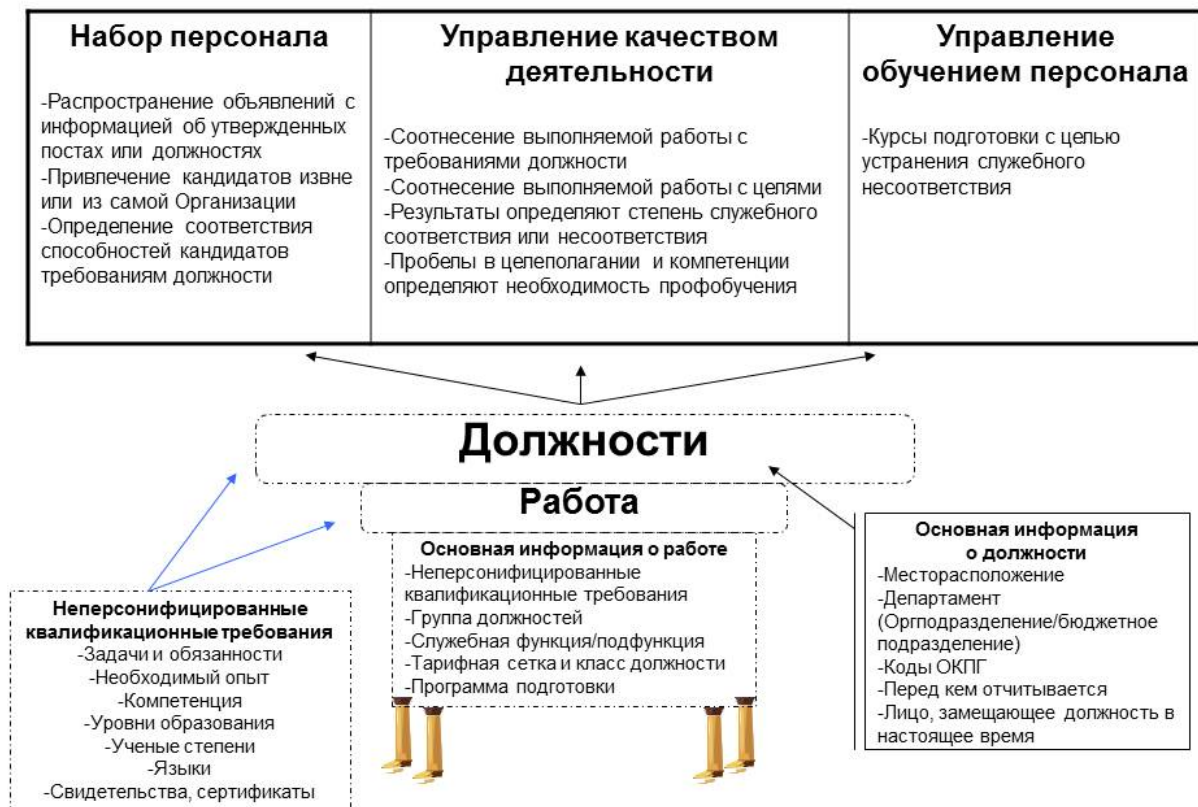 Набор персонала
-Распространение объявлений с
информацией об утвержденных
постах или должностях
-Привлечение кандидатов извне
или из самой Организации
-Определение соответствия
способностей кандидатов
требованиям должности
Управление качеством
деятельности
-Соотнесение выполняемой работы с
требованиями должности
-Соотнесение выполняемой работы с целями
-Результаты определяют степень служебного
соответствия или несоответствия
-Пробелы в целеполагании и компетенции
определяют необходимость профобучения
Управление
обучением персонала
-Курсы подготовки с целью
устранения служебного
несоответствия
Должности
Работа
Основная информация о работе
-Неперсонифицированные
квалификационные требования
-Группа должностей
-Служебная функция/подфункция
-Тарифная сетка и класс должности
-Программа подготовки
Неперсонифицированные
квалификационные требования
-Задачи и обязанности
-Необходимый опыт
-Компетенция
-Уровни образования
-Ученые степени
-Языки
-Свидетельства, сертификаты
Основная информация
о должности
-Месторасположение
-Департамент
(Оргподразделение/бюджетное
подразделение)
-Коды ОКПГ
-Перед кем отчитывается
-Лицо, замещающее должность в
настоящее время